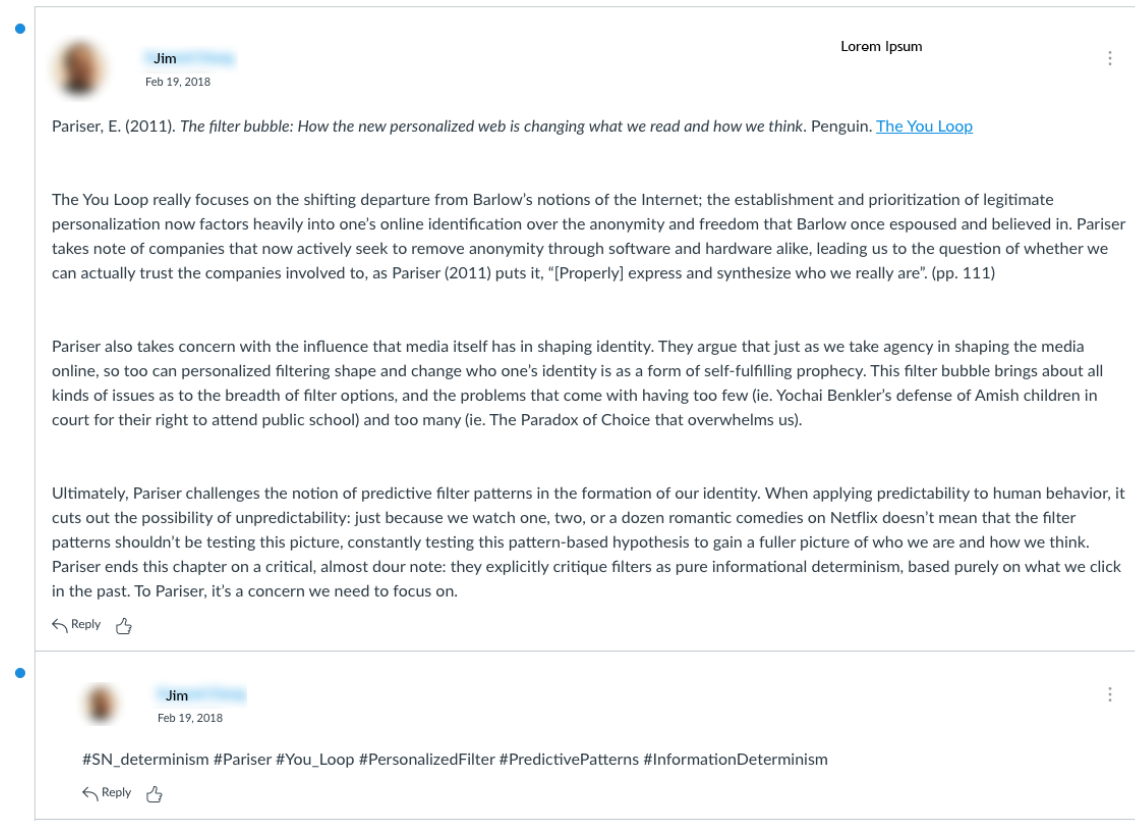 Jim
Lorem Ipsum
Feb 19, 2018
Pariser, E. (2011). The filter bubble: How the new personalized web is changing what we read and how we think. Penguin. The You Loop
The You Loop really focuses on the shifting departure from Barlow’s notions of the Internet; the establishment and prioritization of legitimate
personalization now factors heavily into one’s online identification over the anonymity and freedom that Barlow once espoused and believed in. Pariser
takes note of companies that now actively seek to remove anonymity through software and hardware alike, leading us to the question of whether we
can actually trust the companies involved to, as Pariser (2011) puts it, “[Properly] express and synthesize who we really are”. (pp. 111)
Pariser also takes concern with the influence that media itself has in shaping identity. They argue that just as we take agency in shaping the media
online, so too can personalized filtering shape and change who one’s identity is as a form of self-fulfilling prophecy. This filter bubble brings about all
kinds of issues as to the breadth of filter options, and the problems that come with having too few (ie. Yochai Benkler’s defense of Amish children in
court for their right to attend public school) and too many (ie. The Paradox of Choice that overwhelms us).
Ultimately, Pariser challenges the notion of predictive filter patterns in the formation of our identity. When applying predictability to human behavior, it
cuts out the possibility of unpredictability: just because we watch one, two, or a dozen romantic comedies on Netflix doesn’t mean that the filter
patterns shouldn’t be testing this picture, constantly testing this pattern-based hypothesis to gain a fuller picture of who we are and how we think.
Pariser ends this chapter on a critical, almost dour note: they explicitly critique filters as pure informational determinism, based purely on what we click
in the past. To Pariser, it’s a concern we need to focus on.
Reply
Jim
Feb 19, 2018
#SN_determinism #Pariser #You_Loop #PersonalizedFilter #PredictivePatterns #InformationDeterminism
Reply